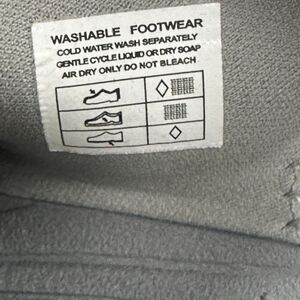 WASHABLE FOOTWEAR
COLD WATER WASH SEPARATELY
GENTLE CYCLE LIQUID OR DRY SOAP
AIR DRY ONLY DO NOT BLEACH